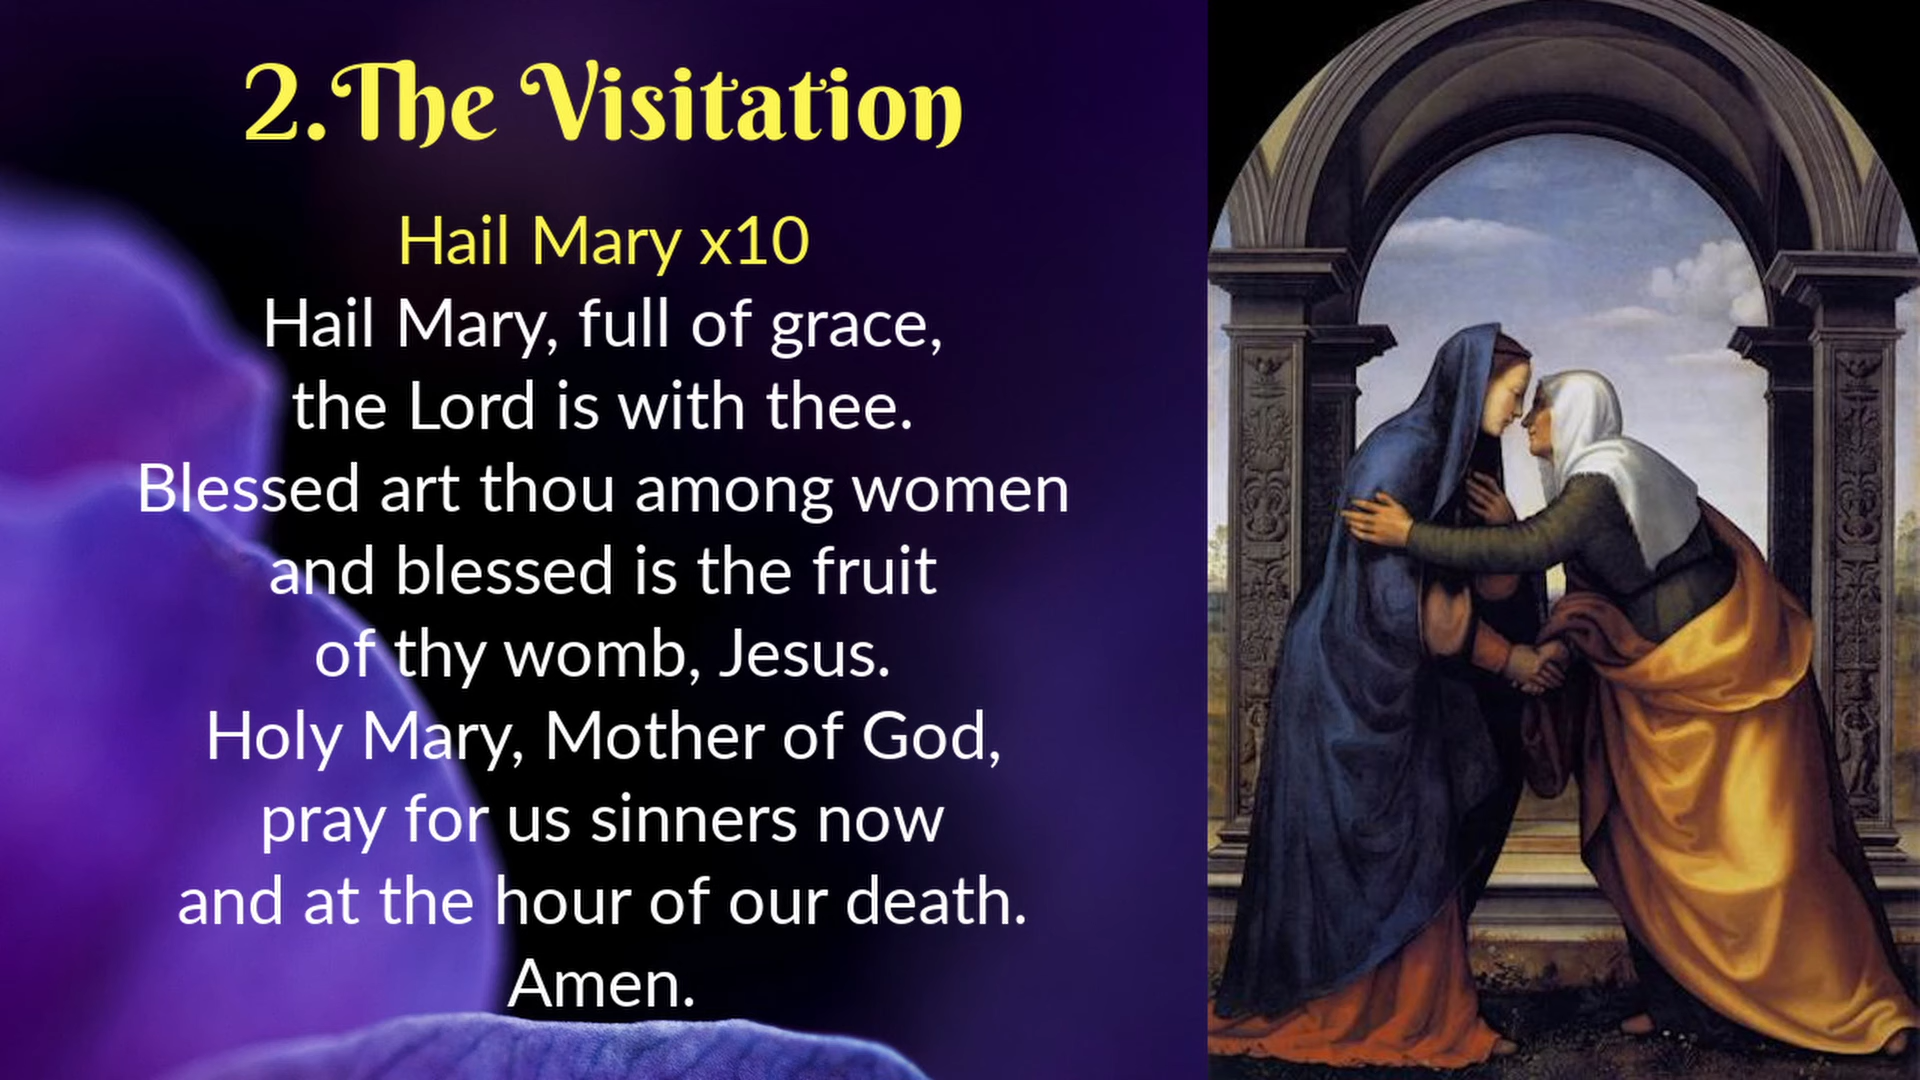 2.The Visitation
Hail Mary x10
Hail Mary, full of grace,
the Lord is with thee.
Blessed art thou among women
and blessed is the fruit
of thy womb, Jesus.
Holy Mary, Mother of God,
pray for us sinners now
and at the hour of our death.
Amen.